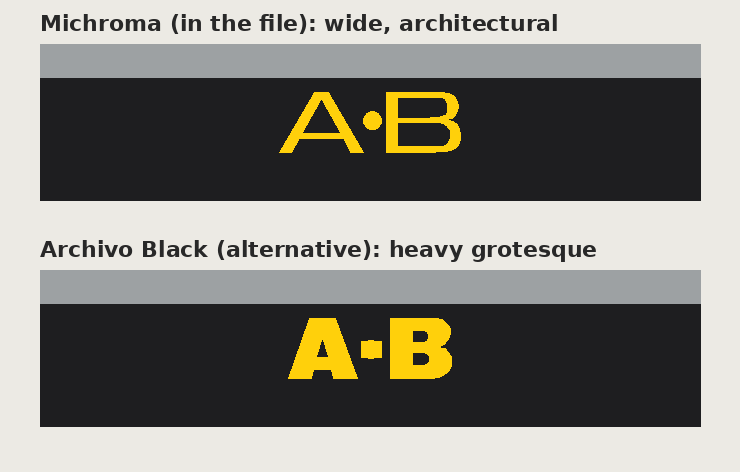 Michroma (in the file): wide, architectural
A·B
Archivo Black (alternative): heavy grotesque
A·B